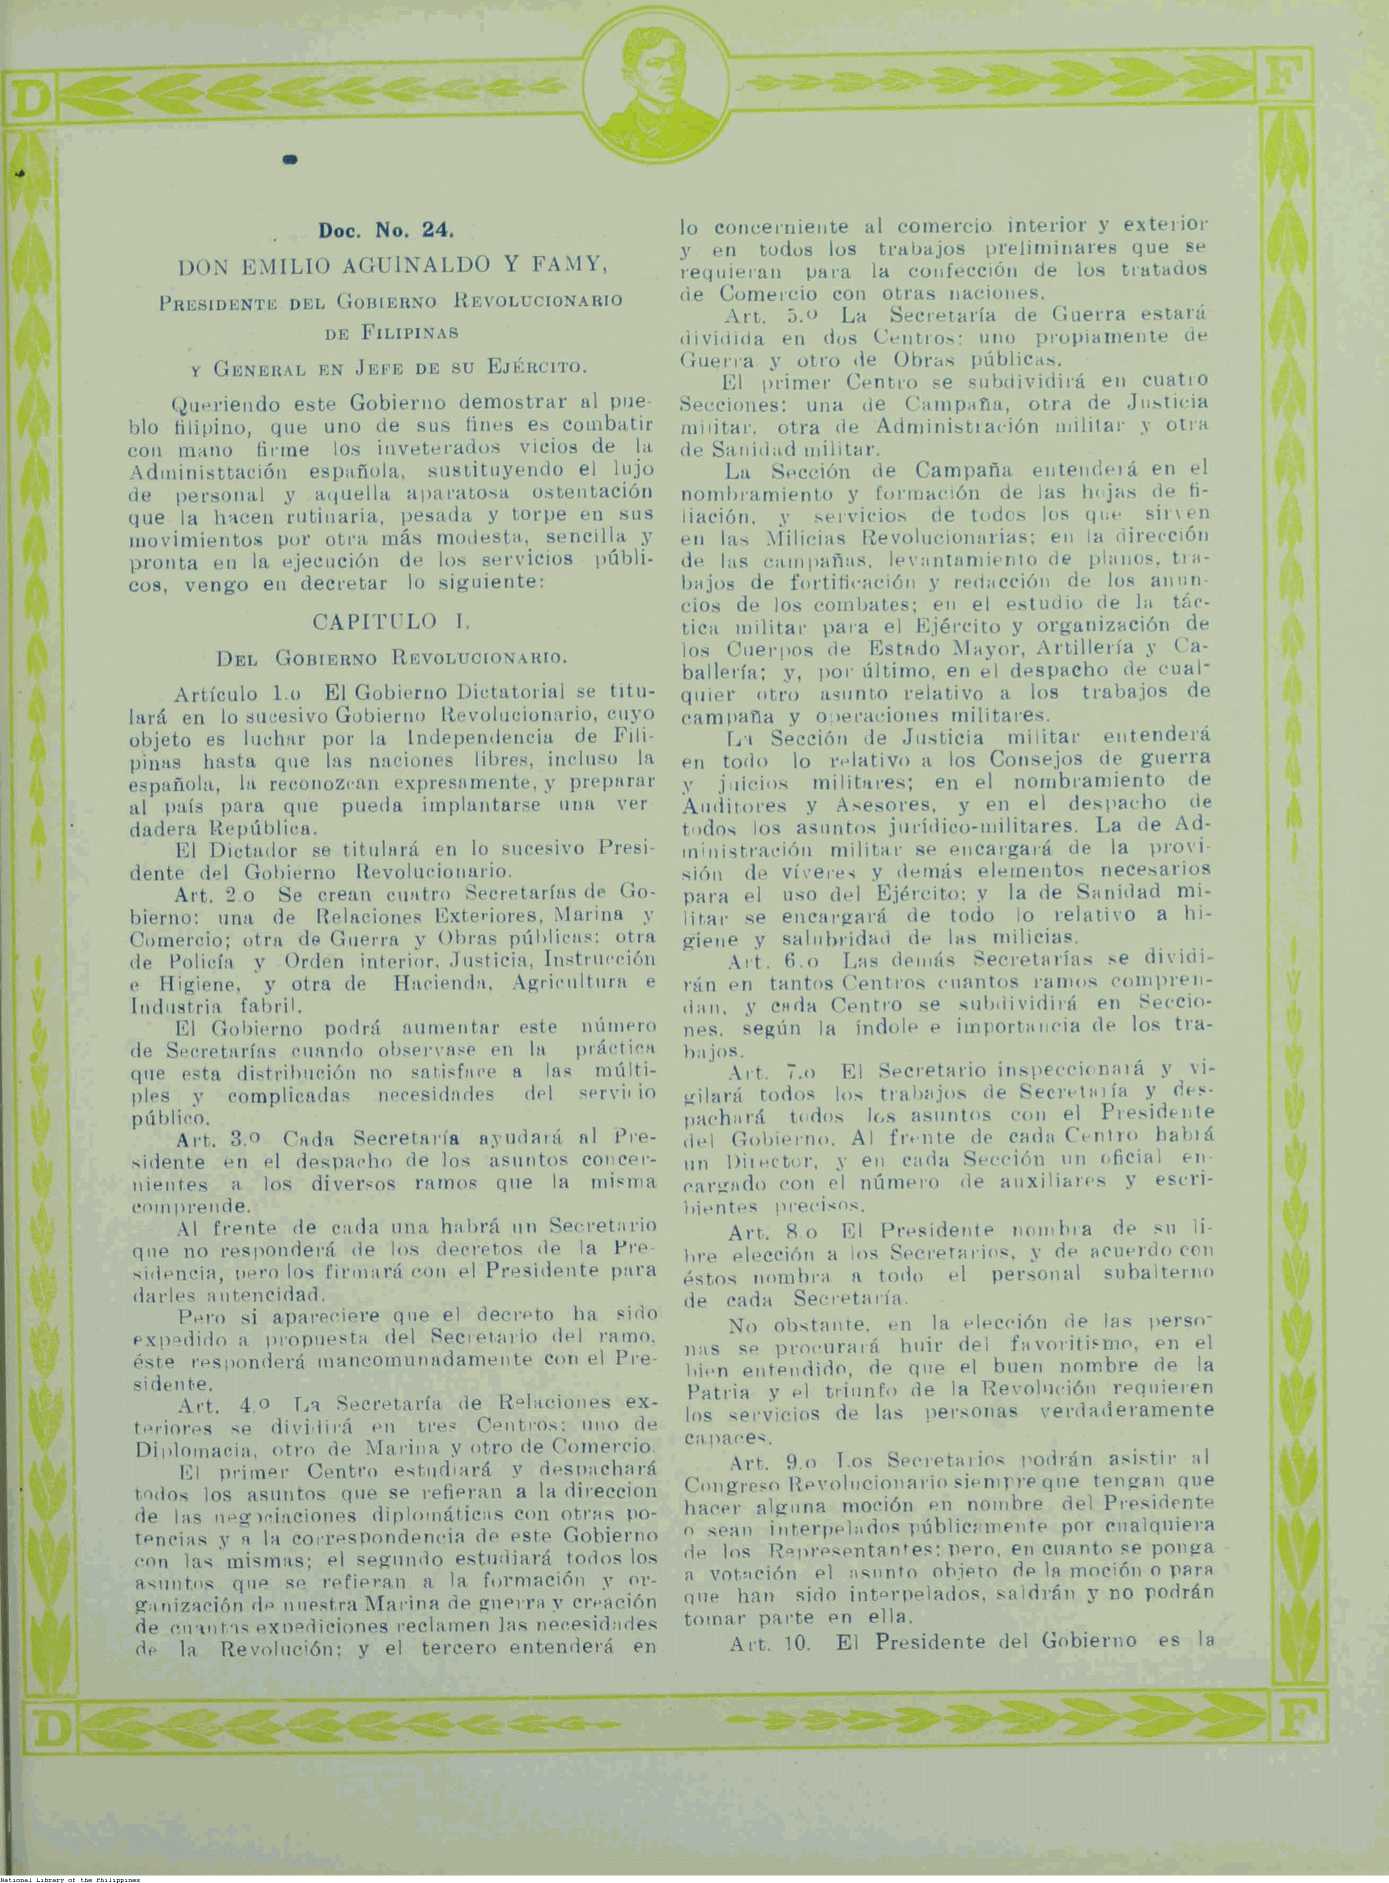 D
F
Doc. No. 24.
DON EMILIO AGUINALDO Y FAMY,
PRESIDENTE DEL GOBIERNO REVOLUCIONARIO
DE FILIPINAS
Y GENERAL EN JEFE DE SU EJÉRCITO.
Queriendo este Gobierno demostrar al pue-
blo filipino, que uno de sus fines es combatir
con mano firme los inveterados vicios de la
Administtación española, sustituyendo el lujo
de personal y aquella aparatosa ostentación
que la hacen rutinaria, pesada y torpe en sus
movimientos por otra más modesta, sencilla y
pronta en la ejecución de los servicios públi-
cos, vengo en decretar lo siguiente:
CAPITULO I.
DEL GOBIERNO REVOLUCIONARIO.
Artículo 1.o El Gobierno Dictatorial se titu-
lará en lo sucesivo Gobierno Revolucionario, cuyo
objeto es luchar por la Independencia de Fili-
pinas hasta que las naciones libres, incluso la
española, la reconozcan expresamente, y preparar
al país para que pueda implantarse una ver
dadera República.
El Dictador se titulará en lo sucesivo Presi-
dente del Gobierno Revolucionario.
Art. 2.o Se crean cuatro Secretarías de Go-
bierno: una de Relaciones Exteriores, Marina y
Comercio; otra de Guerra y Obras públicas; otra
de Policía y Orden interior, Justicia, Instrucción
e Higiene, y otra de Hacienda, Agricultura e
Industria fabril.
El Gobierno podrá aumentar este número
de Secretarías cuando observase en la práctica
que esta distribución no satisface a las múlti-
ples y complicadas necesidades del servicio
público.
Art. 3.o Cada Secretaría ayudará al Pre-
sidente en el despacho de los asuntos concer-
nientes a los diversos ramos que la misma
comprende.
Al frente de cada una habrá un Secretario
que no responderá de los decretos de la Pre-
sidencia, pero los firmará con el Presidente para
darles autencidad.
Pero si apareciere que el decreto ha sido
expedido a propuesta del Secretario del ramo,
éste responderá mancomunadamente con el Pre-
sidente.
Art. 4.o La Secretaría de Relaciones ex-
teriores se dividirá en tres Centros: uno de
Diplomacia, otro de Marina y otro de Comercio.
El primer Centro estudiará y despachará
todos los asuntos que se refieran a la direccion
de las negociaciones diplomáticas con otras po-
tencias y a la correspondencia de este Gobierno
con las mismas; el segundo estudiará todos los
asuntos que se refieran a la formación y or-
ganización de nuestra Marina de guerra y creación
de cuantas expediciones reclamen las necesidades
de la Revolución; y el tercero entenderá en
lo concerniente al comercio interior y exterior
y en todos los trabajos preliminares que se
requieran para la confección de los tratados
de Comercio con otras naciones.
Art. 5.o La Secretaría de Guerra estará
dividida en dos Centros: uno propiamente de
Guerra y otro de Obras públicas.
El primer Centro se subdividirá en cuatro
Secciones: una de Campaña, otra de Justicia
militar, otra de Administración militar y otra
de Sanidad militar.
La Sección de Campaña entenderá en el
nombramiento y formación de las hojas de fi-
liación, y servicios de todos los que sirven
en las Milicias Revolucionarias; en la dirección
de las campañas, levantamiento de planos, tra-
bajos de fortificación y redacción de los anun-
cios de los combates; en el estudio de la tác-
tica militar para el Ejército y organización de
los Cuerpos de Estado Mayor, Artillería y Ca-
ballería; y, por último, en el despacho de cual-
quier otro asunto relativo a los trabajos de
campaña y operaciones militares.
La Sección de Justicia militar entenderá
en todo lo relativo a los Consejos de guerra
y juicios militares; en el nombramiento de
Auditores y Asesores, y en el despacho de
todos los asuntos jurídico-militares. La de Ad-
ministración militar se encargará de la provi-
sión de víveres y demás elementos necesarios
para el uso del Ejército; y la de Sanidad mi-
litar se encargará de todo lo relativo a hi-
giene y salubridad de las milicias.
Art. 6.o Las demás Secretarías se dividi-
rán en tantos Centros cuantos ramos compren-
dan, y cada Centro se subdividirá en Seccio-
nes, según la índole e importancia de los tra-
bajos.
Art. 7.o El Secretario inspeccionará y vi-
gilará todos los trabajos de Secretaría y des-
pachará todos los asuntos con el Presidente
del Gobierno. Al frente de cada Centro habrá
un Director, y en cada Sección un oficial en-
cargado con el número de auxiliares y escri-
bientes precisos.
Art. 8.o El Presidente nombra de su li-
bre elección a los Secretarios, y de acuerdo con
éstos nombra a todo el personal subalterno
de cada Secretaría.
No obstante, en la elección de las perso-
nas se procurará huir del favoritismo, en el
bien entendido, de que el buen nombre de la
Patria y el triunfo de la Revolución requieren
los servicios de las personas verdaderamente
capaces.
Art. 9.o Los Secretarios podrán asistir al
Congreso Revolucionario siempre que tengan que
hacer alguna moción en nombre del Presidente
o sean interpelados públicamente por cualquiera
de los Representantes; pero, en cuanto se ponga
a votación el asunto objeto de la moción o para
que han sido interpelados, saldrán y no podrán
tomar parte en ella.
Art. 10. El Presidente del Gobierno es la
D
F
National Library of the Philippines